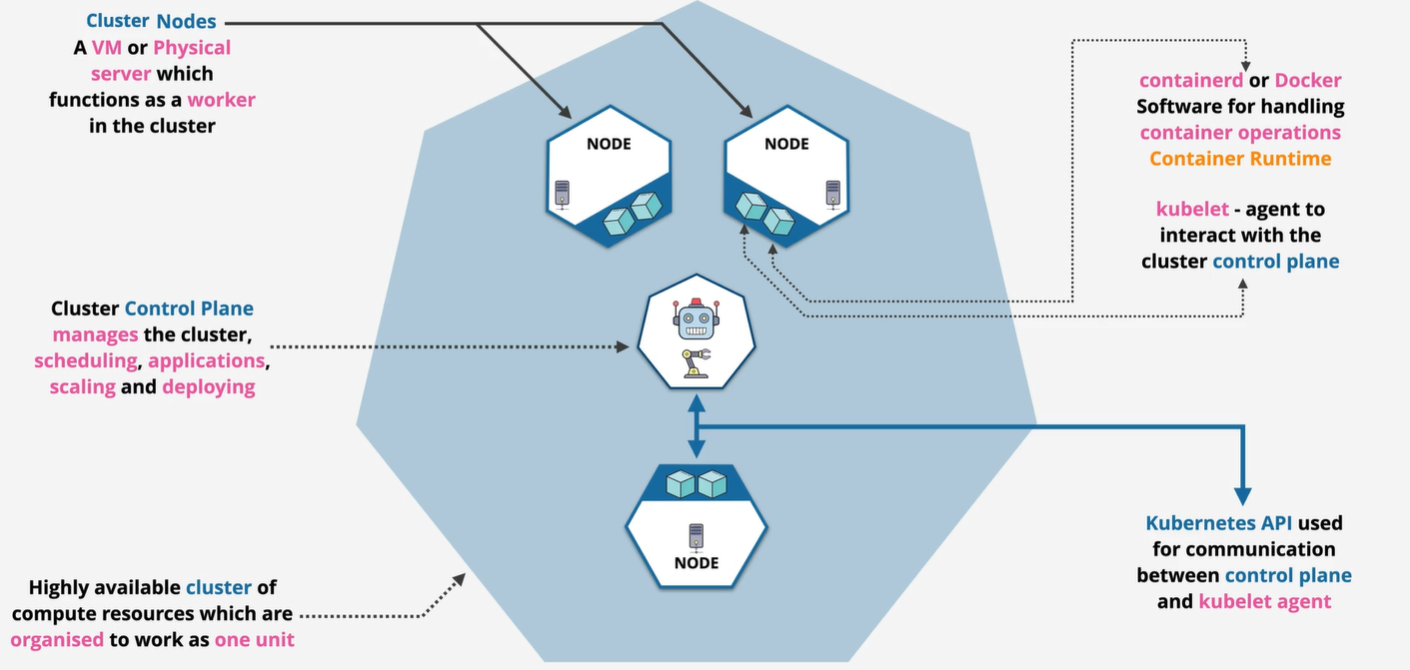 Cluster Nodes
A VM or Physical
server which
functions as a worker
in the cluster
NODE
NODE
containerd or Docker
Software for handling
container operations
Container Runtime
kubelet - agent to
interact with the
cluster control plane
Cluster Control Plane
manages the cluster,
scheduling, applications,
scaling and deploying
NODE
Kubernetes API used
for communication
between control plane
and kubelet agent
Highly available cluster of
compute resources which are
organised to work as one unit